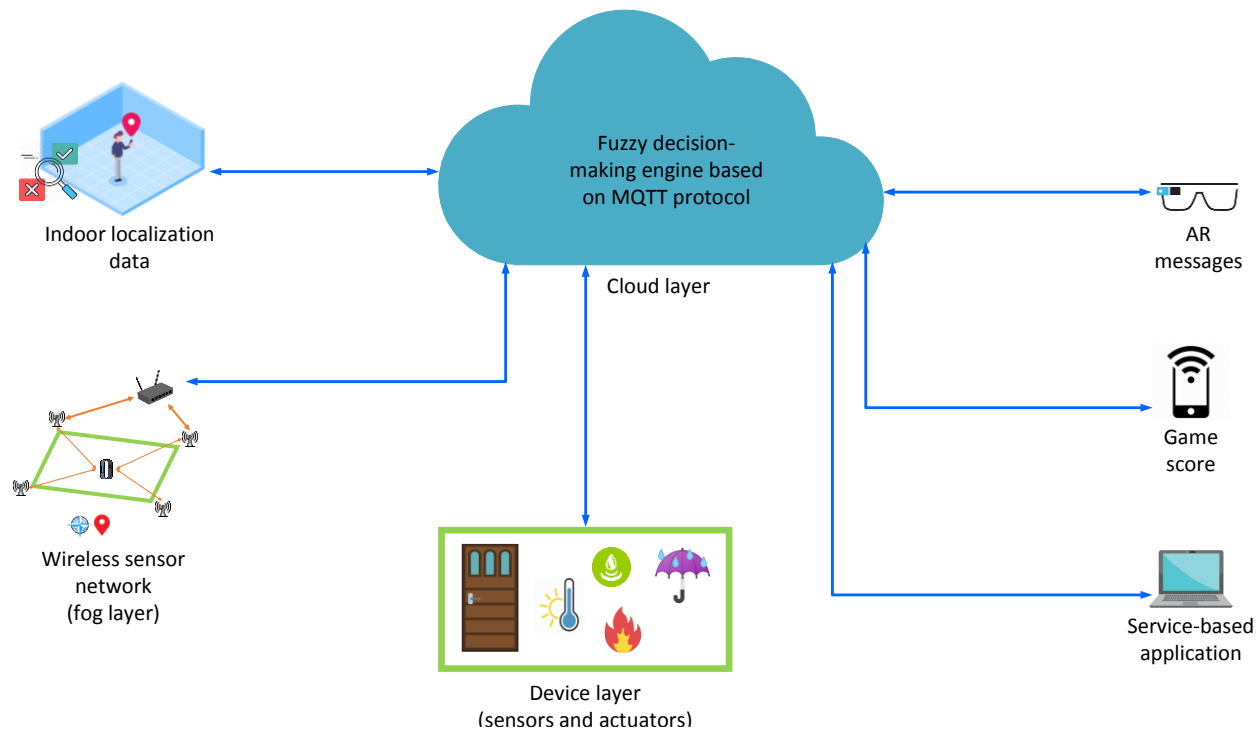 Fuzzy decision-
making engine based
on MQTT protocol
Cloud layer
Indoor localization
data
Wireless sensor
network
(fog layer)
Device layer
(sensors and actuators)
AR
messages
Game
score
Service-based
application